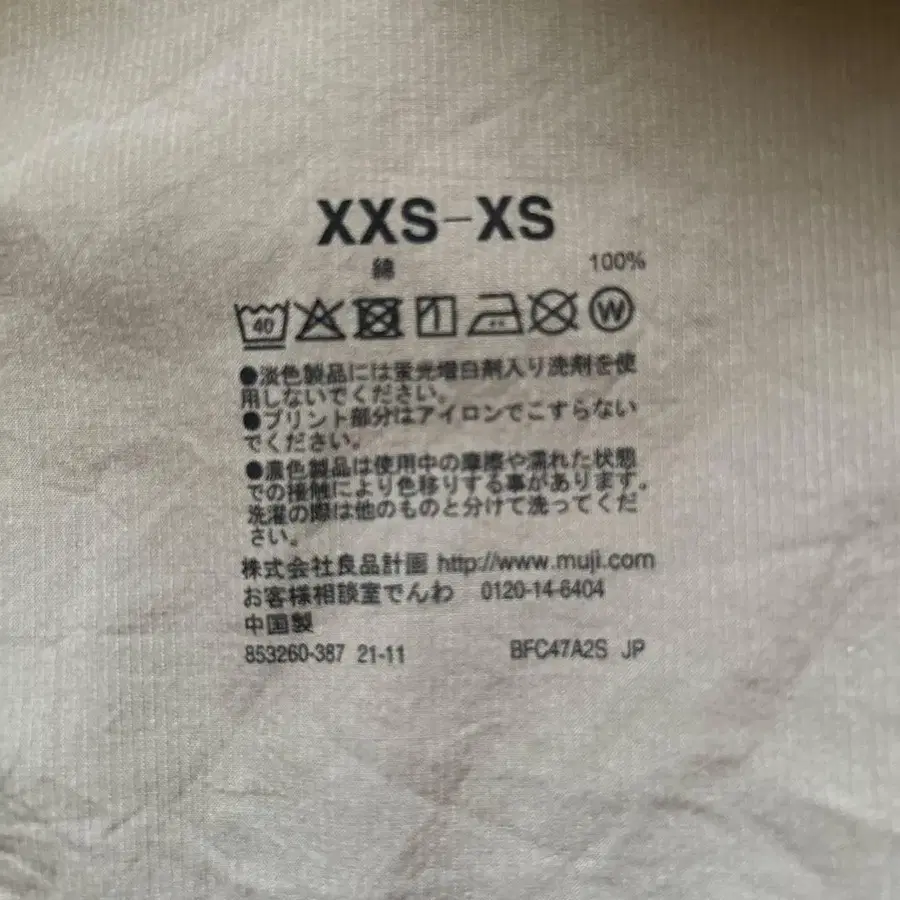 XXS-XS
綿 100%
40 W
●淡色製品には蛍光増白剤入り洗剤を使
用しないでください。
●プリント部分はアイロンでこすらない
でください。
●濃色製品は使用中の摩擦や濡れた状態
での接触により色移りする事があります。
洗濯の際は他のものと分けて洗ってくだ
さい。
株式会社良品計画 http://www.muji.com
お客様相談室でんわ 0120-14-6404
中国製
853260-387 21-11 BFC47A2S JP